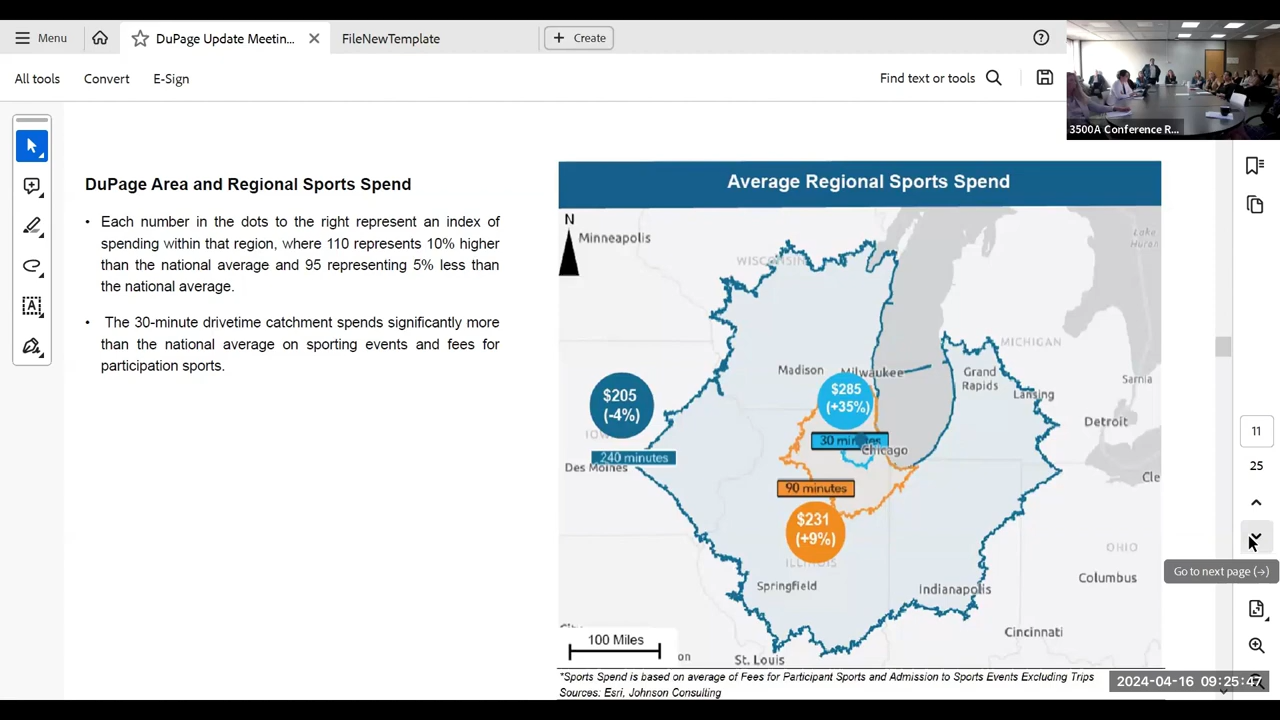 Menu
DuPage Update Meetin...
FileNewTemplate
Create
All tools
Convert
E-Sign
Find text or tools
3500A Conference R...
DuPage Area and Regional Sports Spend
• Each number in the dots to the right represent an index of
spending within that region, where 110 represents 10% higher
than the national average and 95 representing 5% less than
the national average.
• The 30-minute drivetime catchment spends significantly more
than the national average on sporting events and fees for
participation sports.
Average Regional Sports Spend
N
Minneapolis
WISCONSIN
Lake
Huron
MICHIGAN
Madison
Milwaukee
Grand
Rapids
Lansing
Sarnia
Detroit
$205
(-4%)
$285
(+35%)
30 minutes
Chicago
240 minutes
Des Moines
Cle
90 minutes
$231
(+9%)
ILLINOIS
OHIO
Springfield
Indianapolis
Columbus
Cincinnati
100 Miles
St. Louis
*Sports Spend is based on average of Fees for Participant Sports and Admission to Sports Events Excluding Trips
Sources: Esri, Johnson Consulting
11
25
Go to next page (→)
2024-04-16 09:25:47